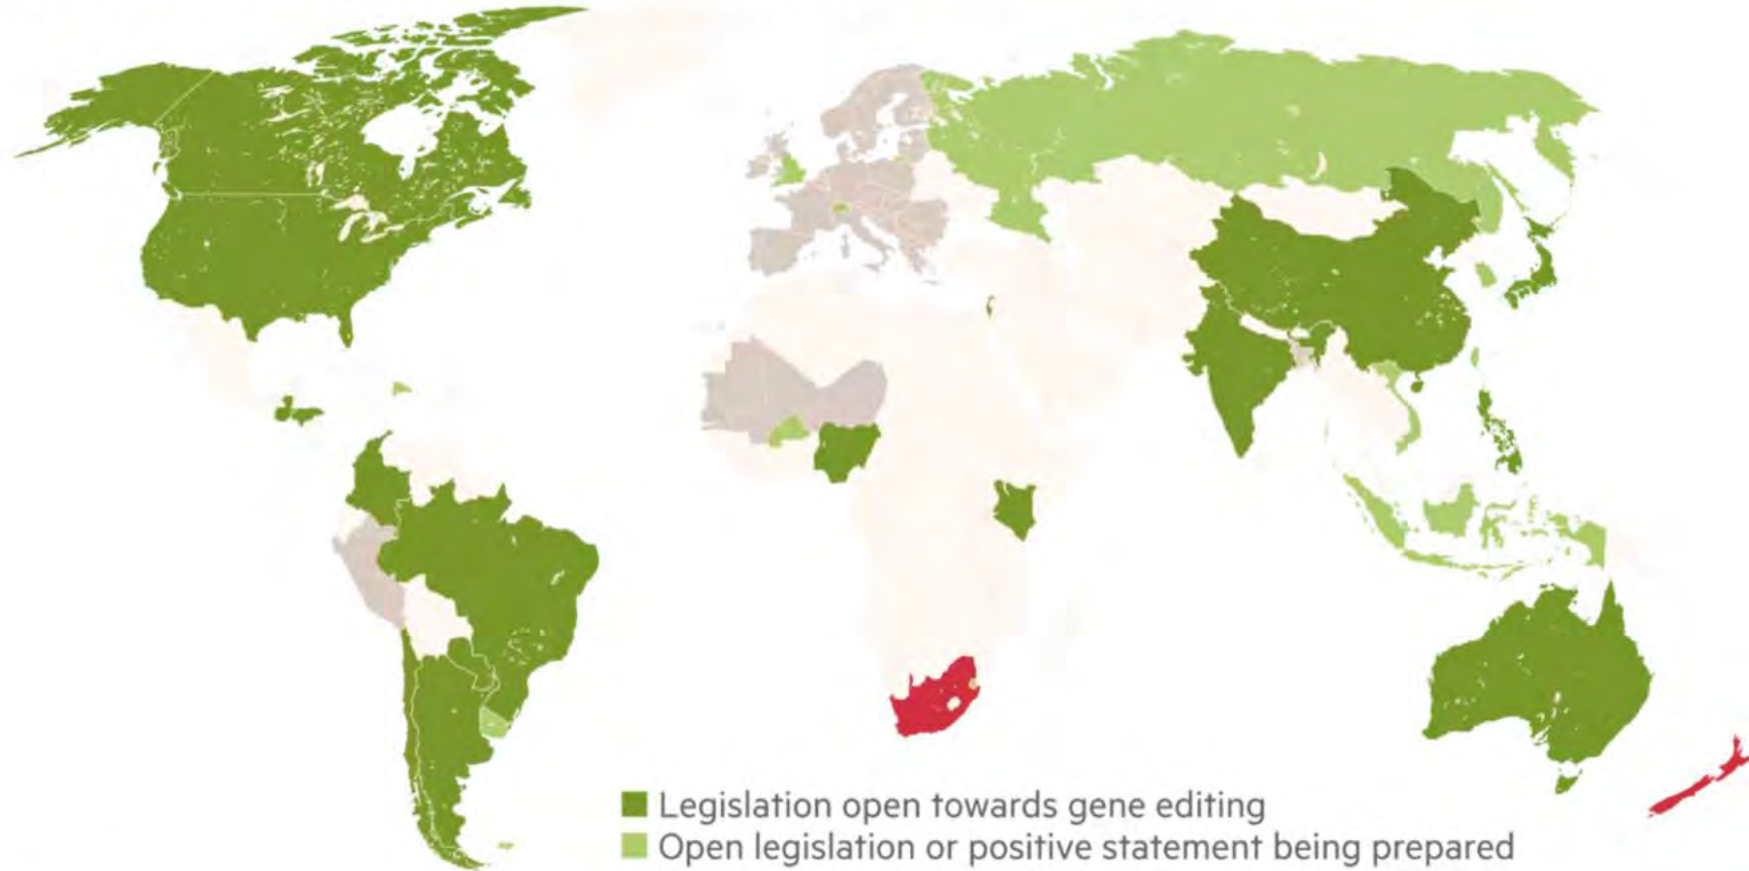 Legislation open towards gene editing
Open legislation or positive statement being prepared